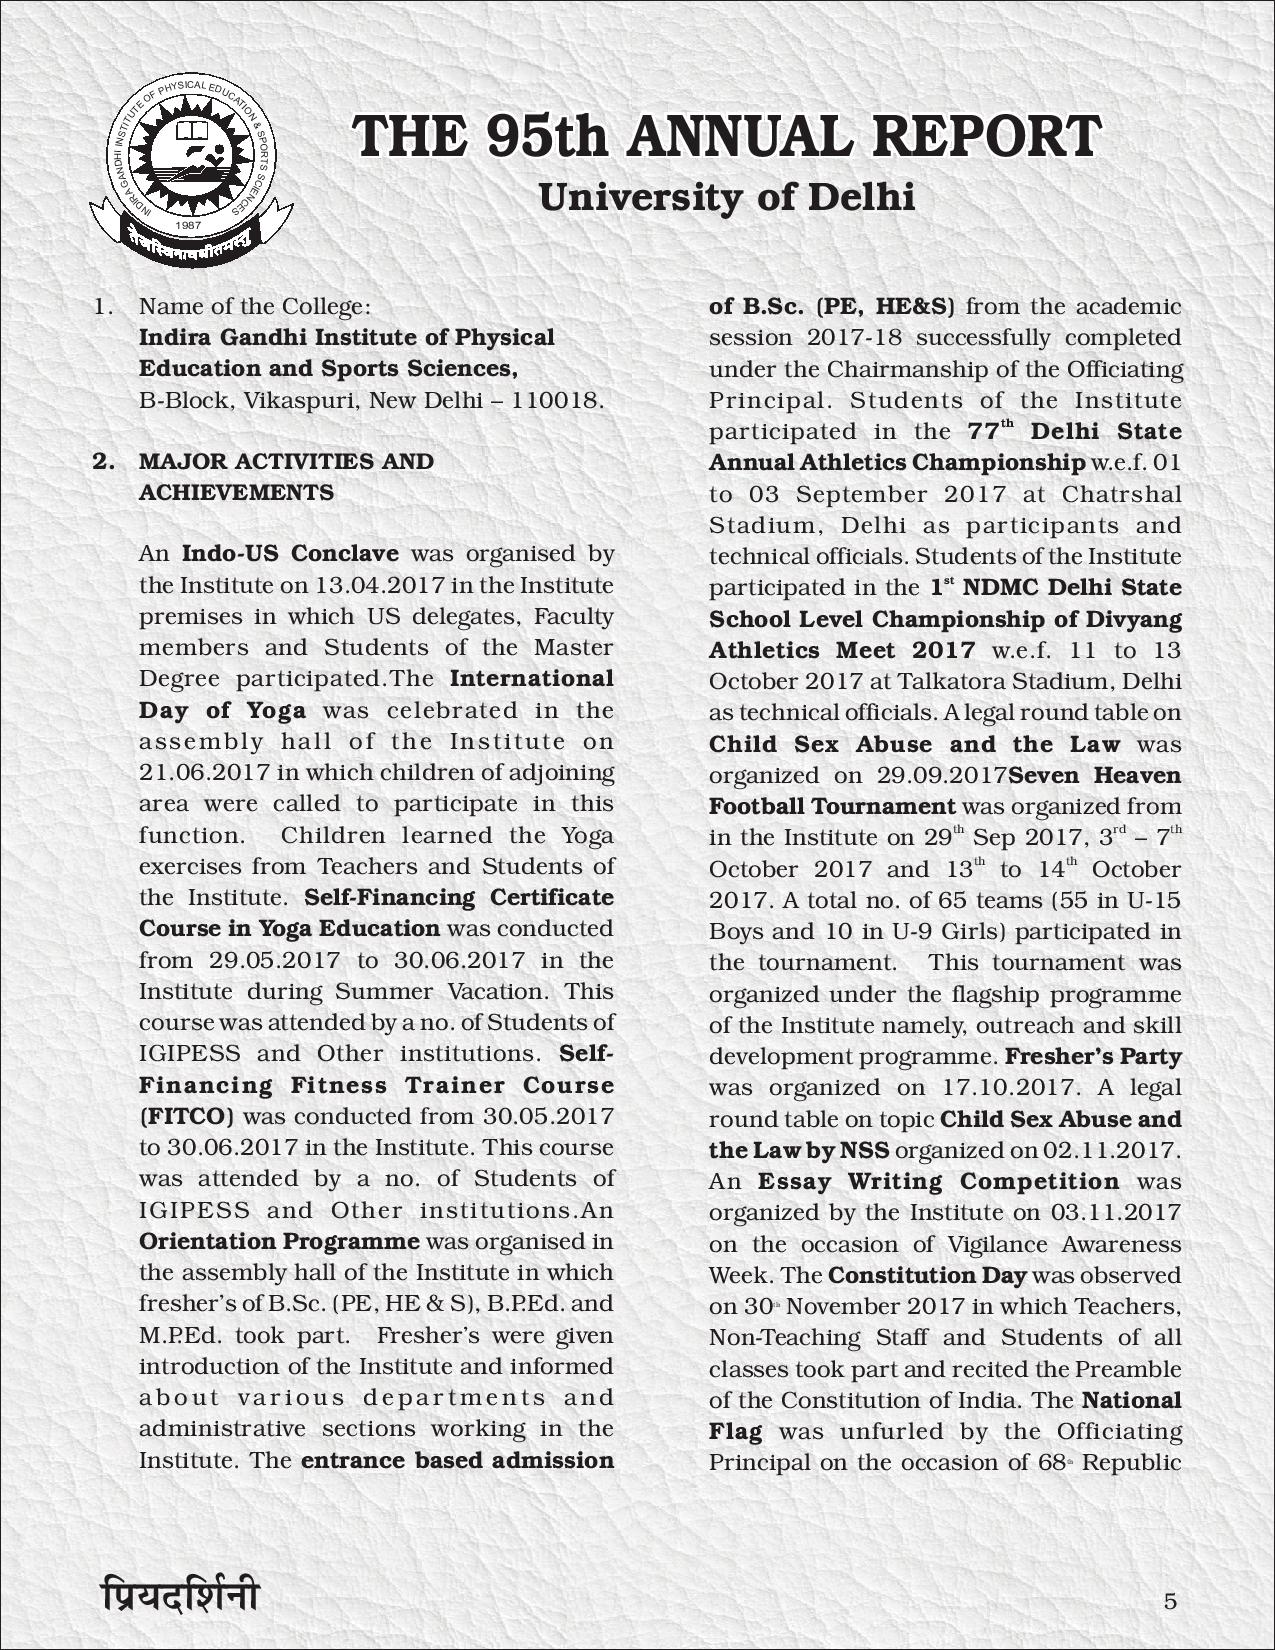 INDIRA GANDHI INSTITUTE OF PHYSICAL EDUCATION & SPORTS SCIENCES
1987
तेजस्विनावधीतमस्तु
THE 95th ANNUAL REPORT
University of Delhi
1. Name of the College:
Indira Gandhi Institute of Physical
Education and Sports Sciences,
B-Block, Vikaspuri, New Delhi – 110018.
2. MAJOR ACTIVITIES AND
ACHIEVEMENTS
An Indo-US Conclave was organised by
the Institute on 13.04.2017 in the Institute
premises in which US delegates, Faculty
members and Students of the Master
Degree participated.The International
Day of Yoga was celebrated in the
assembly hall of the Institute on
21.06.2017 in which children of adjoining
area were called to participate in this
function. Children learned the Yoga
exercises from Teachers and Students of
the Institute. Self-Financing Certificate
Course in Yoga Education was conducted
from 29.05.2017 to 30.06.2017 in the
Institute during Summer Vacation. This
course was attended by a no. of Students of
IGIPESS and Other institutions. Self-
Financing Fitness Trainer Course
(FITCO) was conducted from 30.05.2017
to 30.06.2017 in the Institute. This course
was attended by a no. of Students of
IGIPESS and Other institutions.An
Orientation Programme was organised in
the assembly hall of the Institute in which
fresher's of B.Sc. (PE, HE & S), B.P.Ed. and
M.P.Ed. took part. Fresher's were given
introduction of the Institute and informed
about various departments and
administrative sections working in the
Institute. The entrance based admission
of B.Sc. (PE, HE&S) from the academic
session 2017-18 successfully completed
under the Chairmanship of the Officiating
Principal. Students of the Institute
participated in the 77th Delhi State
Annual Athletics Championship w.e.f. 01
to 03 September 2017 at Chatrshal
Stadium, Delhi as participants and
technical officials. Students of the Institute
participated in the 1st NDMC Delhi State
School Level Championship of Divyang
Athletics Meet 2017 w.e.f. 11 to 13
October 2017 at Talkatora Stadium, Delhi
as technical officials. A legal round table on
Child Sex Abuse and the Law was
organized on 29.09.2017Seven Heaven
Football Tournament was organized from
in the Institute on 29th Sep 2017, 3rd – 7th
October 2017 and 13th to 14th October
2017. A total no. of 65 teams (55 in U-15
Boys and 10 in U-9 Girls) participated in
the tournament. This tournament was
organized under the flagship programme
of the Institute namely, outreach and skill
development programme. Fresher's Party
was organized on 17.10.2017. A legal
round table on topic Child Sex Abuse and
the Law by NSS organized on 02.11.2017.
An Essay Writing Competition was
organized by the Institute on 03.11.2017
on the occasion of Vigilance Awareness
Week. The Constitution Day was observed
on 30th November 2017 in which Teachers,
Non-Teaching Staff and Students of all
classes took part and recited the Preamble
of the Constitution of India. The National
Flag was unfurled by the Officiating
Principal on the occasion of 68th Republic
प्रियदर्शिनी
5